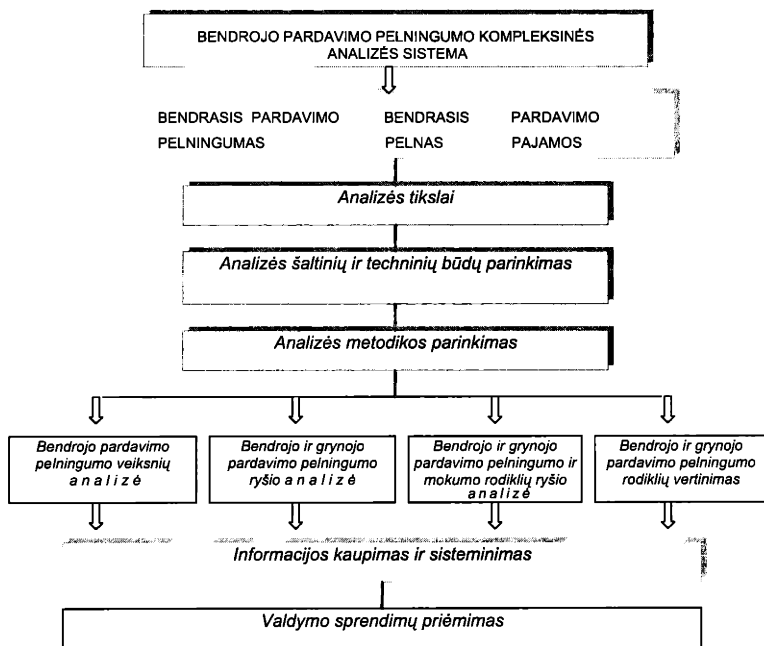 BENDROJO PARDAVIMO PELNINGUMO KOMPLEKSINĖS
ANALIZĖS SISTEMA
BENDRASIS PARDAVIMO BENDRASIS PARDAVIMO
PELNINGUMAS PELNAS PAJAMOS
Analizės tikslai
Analizės šaltinių ir techninių būdų parinkimas
Analizės metodikos parinkimas
Bendrojo pardavimo
pelningumo veiksnių
analizė
Bendrojo ir grynojo
pardavimo pelningumo
ryšio analizė
Bendrojo ir grynojo
pardavimo pelningumo ir
mokumo rodiklių ryšio
analizė
Bendrojo ir grynojo
pardavimo pelningumo
rodiklių vertinimas
Informacijos kaupimas ir sisteminimas
Valdymo sprendimų priėmimas